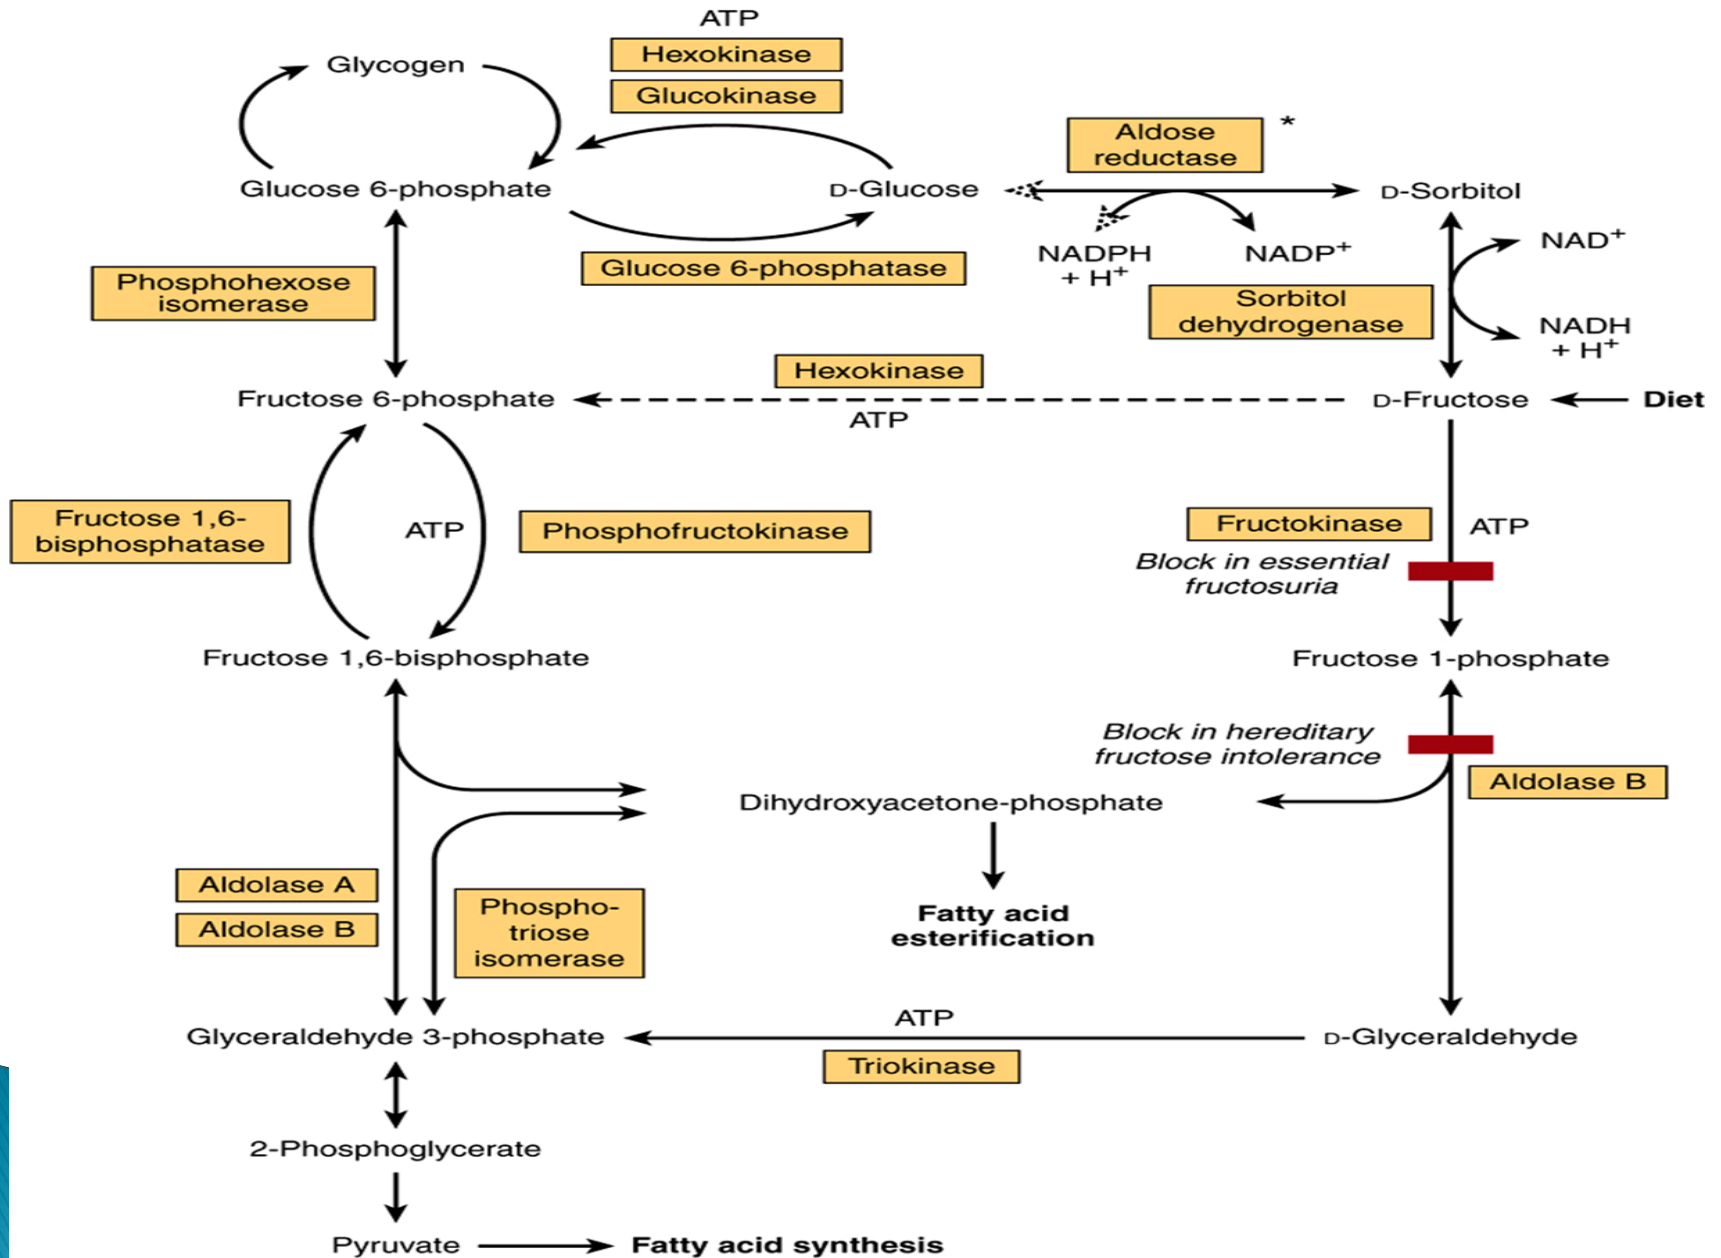 ATP
Hexokinase
Glycogen
Glucokinase
Aldose
reductase
*
Glucose 6-phosphate
D-Glucose
D-Sorbitol
NADPH
+ H+
NADP+
NAD+
Glucose 6-phosphatase
Phosphohexose
isomerase
Sorbitol
dehydrogenase
NADH
+ H+
Hexokinase
Fructose 6-phosphate
ATP
D-Fructose
Diet
Fructose 1,6-
bisphosphatase
ATP
Phosphofructokinase
Fructokinase
ATP
Block in essential
fructosuria
Fructose 1,6-bisphosphate
Fructose 1-phosphate
Block in hereditary
fructose intolerance
Aldolase B
Dihydroxyacetone-phosphate
Aldolase A
Aldolase B
Phospho-
triose
isomerase
Fatty acid
esterification
Glyceraldehyde 3-phosphate
ATP
Triokinase
D-Glyceraldehyde
2-Phosphoglycerate
Pyruvate
Fatty acid synthesis